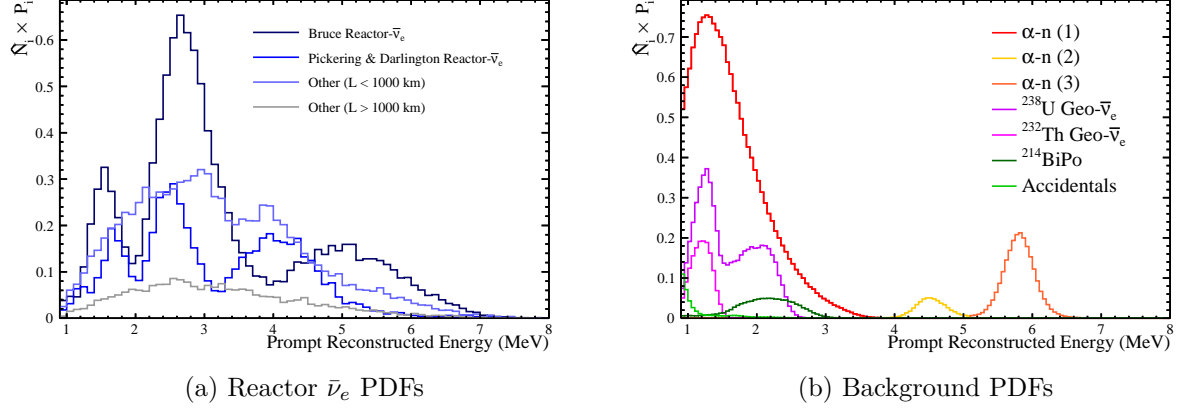 N̂ᵢ × Pᵢ
0.6
0.5
0.4
0.3
0.2
0.1
0
1 2 3 4 5 6 7 8
Prompt Reconstructed Energy (MeV)
Bruce Reactor-ν̄ₑ
Pickering & Darlington Reactor-ν̄ₑ
Other (L < 1000 km)
Other (L > 1000 km)
(a) Reactor ν̄ₑ PDFs
N̂ᵢ × Pᵢ
0.7
0.6
0.5
0.4
0.3
0.2
0.1
0
1 2 3 4 5 6 7 8
Prompt Reconstructed Energy (MeV)
α-n (1)
α-n (2)
α-n (3)
²³⁸U Geo-ν̄ₑ
²³²Th Geo-ν̄ₑ
²¹⁴BiPo
Accidentals
(b) Background PDFs